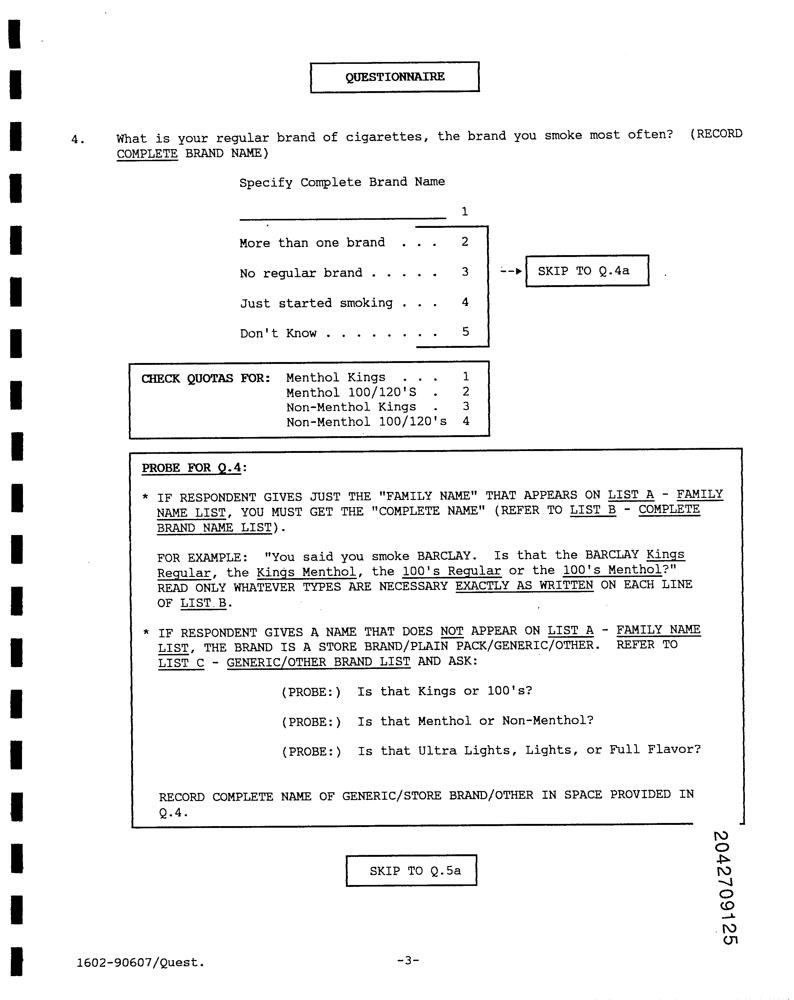 QUESTIONNAIRE
4. What is your regular brand of cigarettes, the brand you smoke most often? (RECORD
COMPLETE BRAND NAME)
Specify Complete Brand Name
____________________ 1
More than one brand . . . 2
No regular brand . . . . . 3
--► SKIP TO Q.4a
Just started smoking . . . 4
Don't Know . . . . . . . . 5
CHECK QUOTAS FOR: Menthol Kings . . . 1
Menthol 100/120'S . 2
Non-Menthol Kings . 3
Non-Menthol 100/120's 4
PROBE FOR Q.4:
* IF RESPONDENT GIVES JUST THE "FAMILY NAME" THAT APPEARS ON LIST A - FAMILY
NAME LIST, YOU MUST GET THE "COMPLETE NAME" (REFER TO LIST B - COMPLETE
BRAND NAME LIST).
FOR EXAMPLE: "You said you smoke BARCLAY. Is that the BARCLAY Kings
Regular, the Kings Menthol, the 100's Regular or the 100's Menthol?"
READ ONLY WHATEVER TYPES ARE NECESSARY EXACTLY AS WRITTEN ON EACH LINE
OF LIST B.
* IF RESPONDENT GIVES A NAME THAT DOES NOT APPEAR ON LIST A - FAMILY NAME
LIST, THE BRAND IS A STORE BRAND/PLAIN PACK/GENERIC/OTHER. REFER TO
LIST C - GENERIC/OTHER BRAND LIST AND ASK:
(PROBE:) Is that Kings or 100's?
(PROBE:) Is that Menthol or Non-Menthol?
(PROBE:) Is that Ultra Lights, Lights, or Full Flavor?
RECORD COMPLETE NAME OF GENERIC/STORE BRAND/OTHER IN SPACE PROVIDED IN
Q.4.
SKIP TO Q.5a
2042709125
1602-90607/Quest. -3-